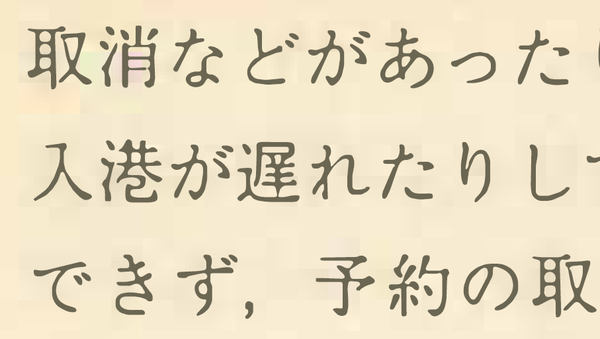 取消などがあった
入港が遅れたりして
できず，予約の取